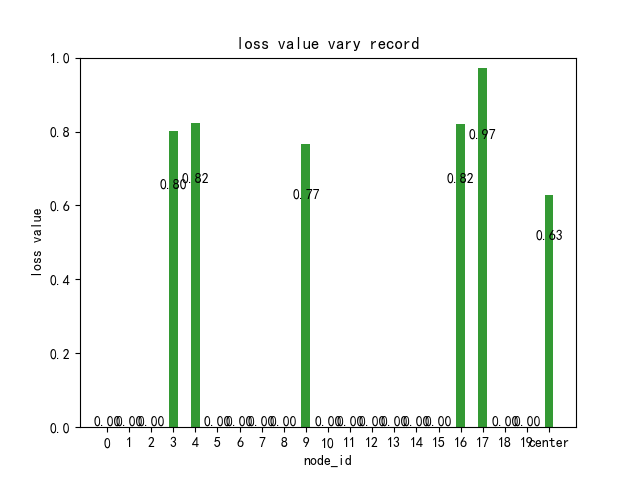 loss value vary record
1.0
0.8
0.6
0.4
0.2
0.0
loss value
0.00 0.00 0.00 0.80 0.82 0.00 0.00 0.00 0.00 0.77 0.00 0.00 0.00 0.00 0.00 0.00 0.82 0.97 0.00 0.00 0.63
0 1 2 3 4 5 6 7 8 9 10 11 12 13 14 15 16 17 18 19 center
node_id